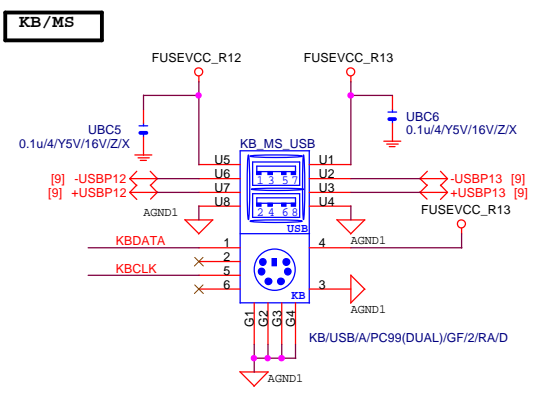 KB/MS
FUSEVCC_R12 FUSEVCC_R13
UBC5
0.1u/4/Y5V/16V/Z/X
UBC6
0.1u/4/Y5V/16V/Z/X
KB_MS_USB
U5 U1
[9] -USBP12 U6 U2 -USBP13 [9]
1 3 5 7
[9] +USBP12 U7 U3 +USBP13 [9]
U8 U4
2 4 6 8
AGND1
FUSEVCC_R13
USB
KBDATA 1 4 AGND1
2
KBCLK 5
6 3
KB
AGND1
G1 G2 G3 G4
KB/USB/A/PC99(DUAL)/GF/2/RA/D
AGND1